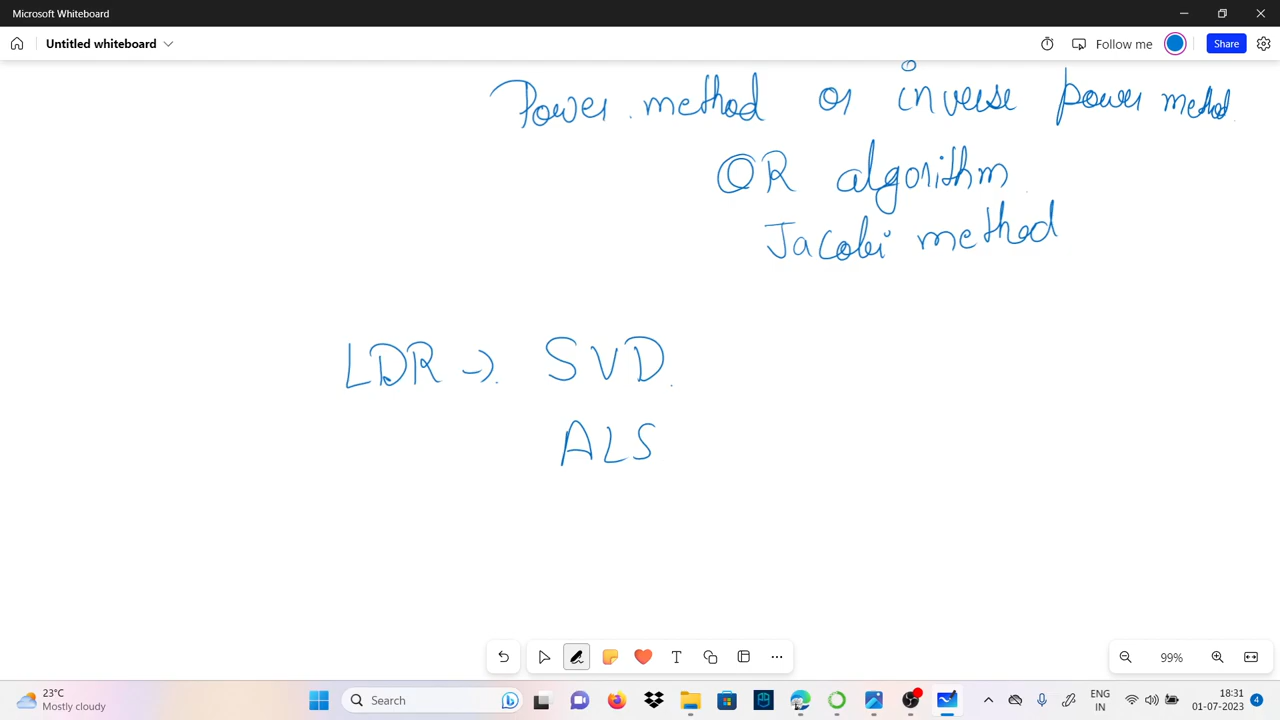 Microsoft Whiteboard
Untitled whiteboard
Follow me
Share
Power method or inverse power method
QR algorithm
Jacobi method
LDR → SVD
ALS
99%
23°C
Mostly cloudy
Search
ENG
IN
18:31
01-07-2023
4